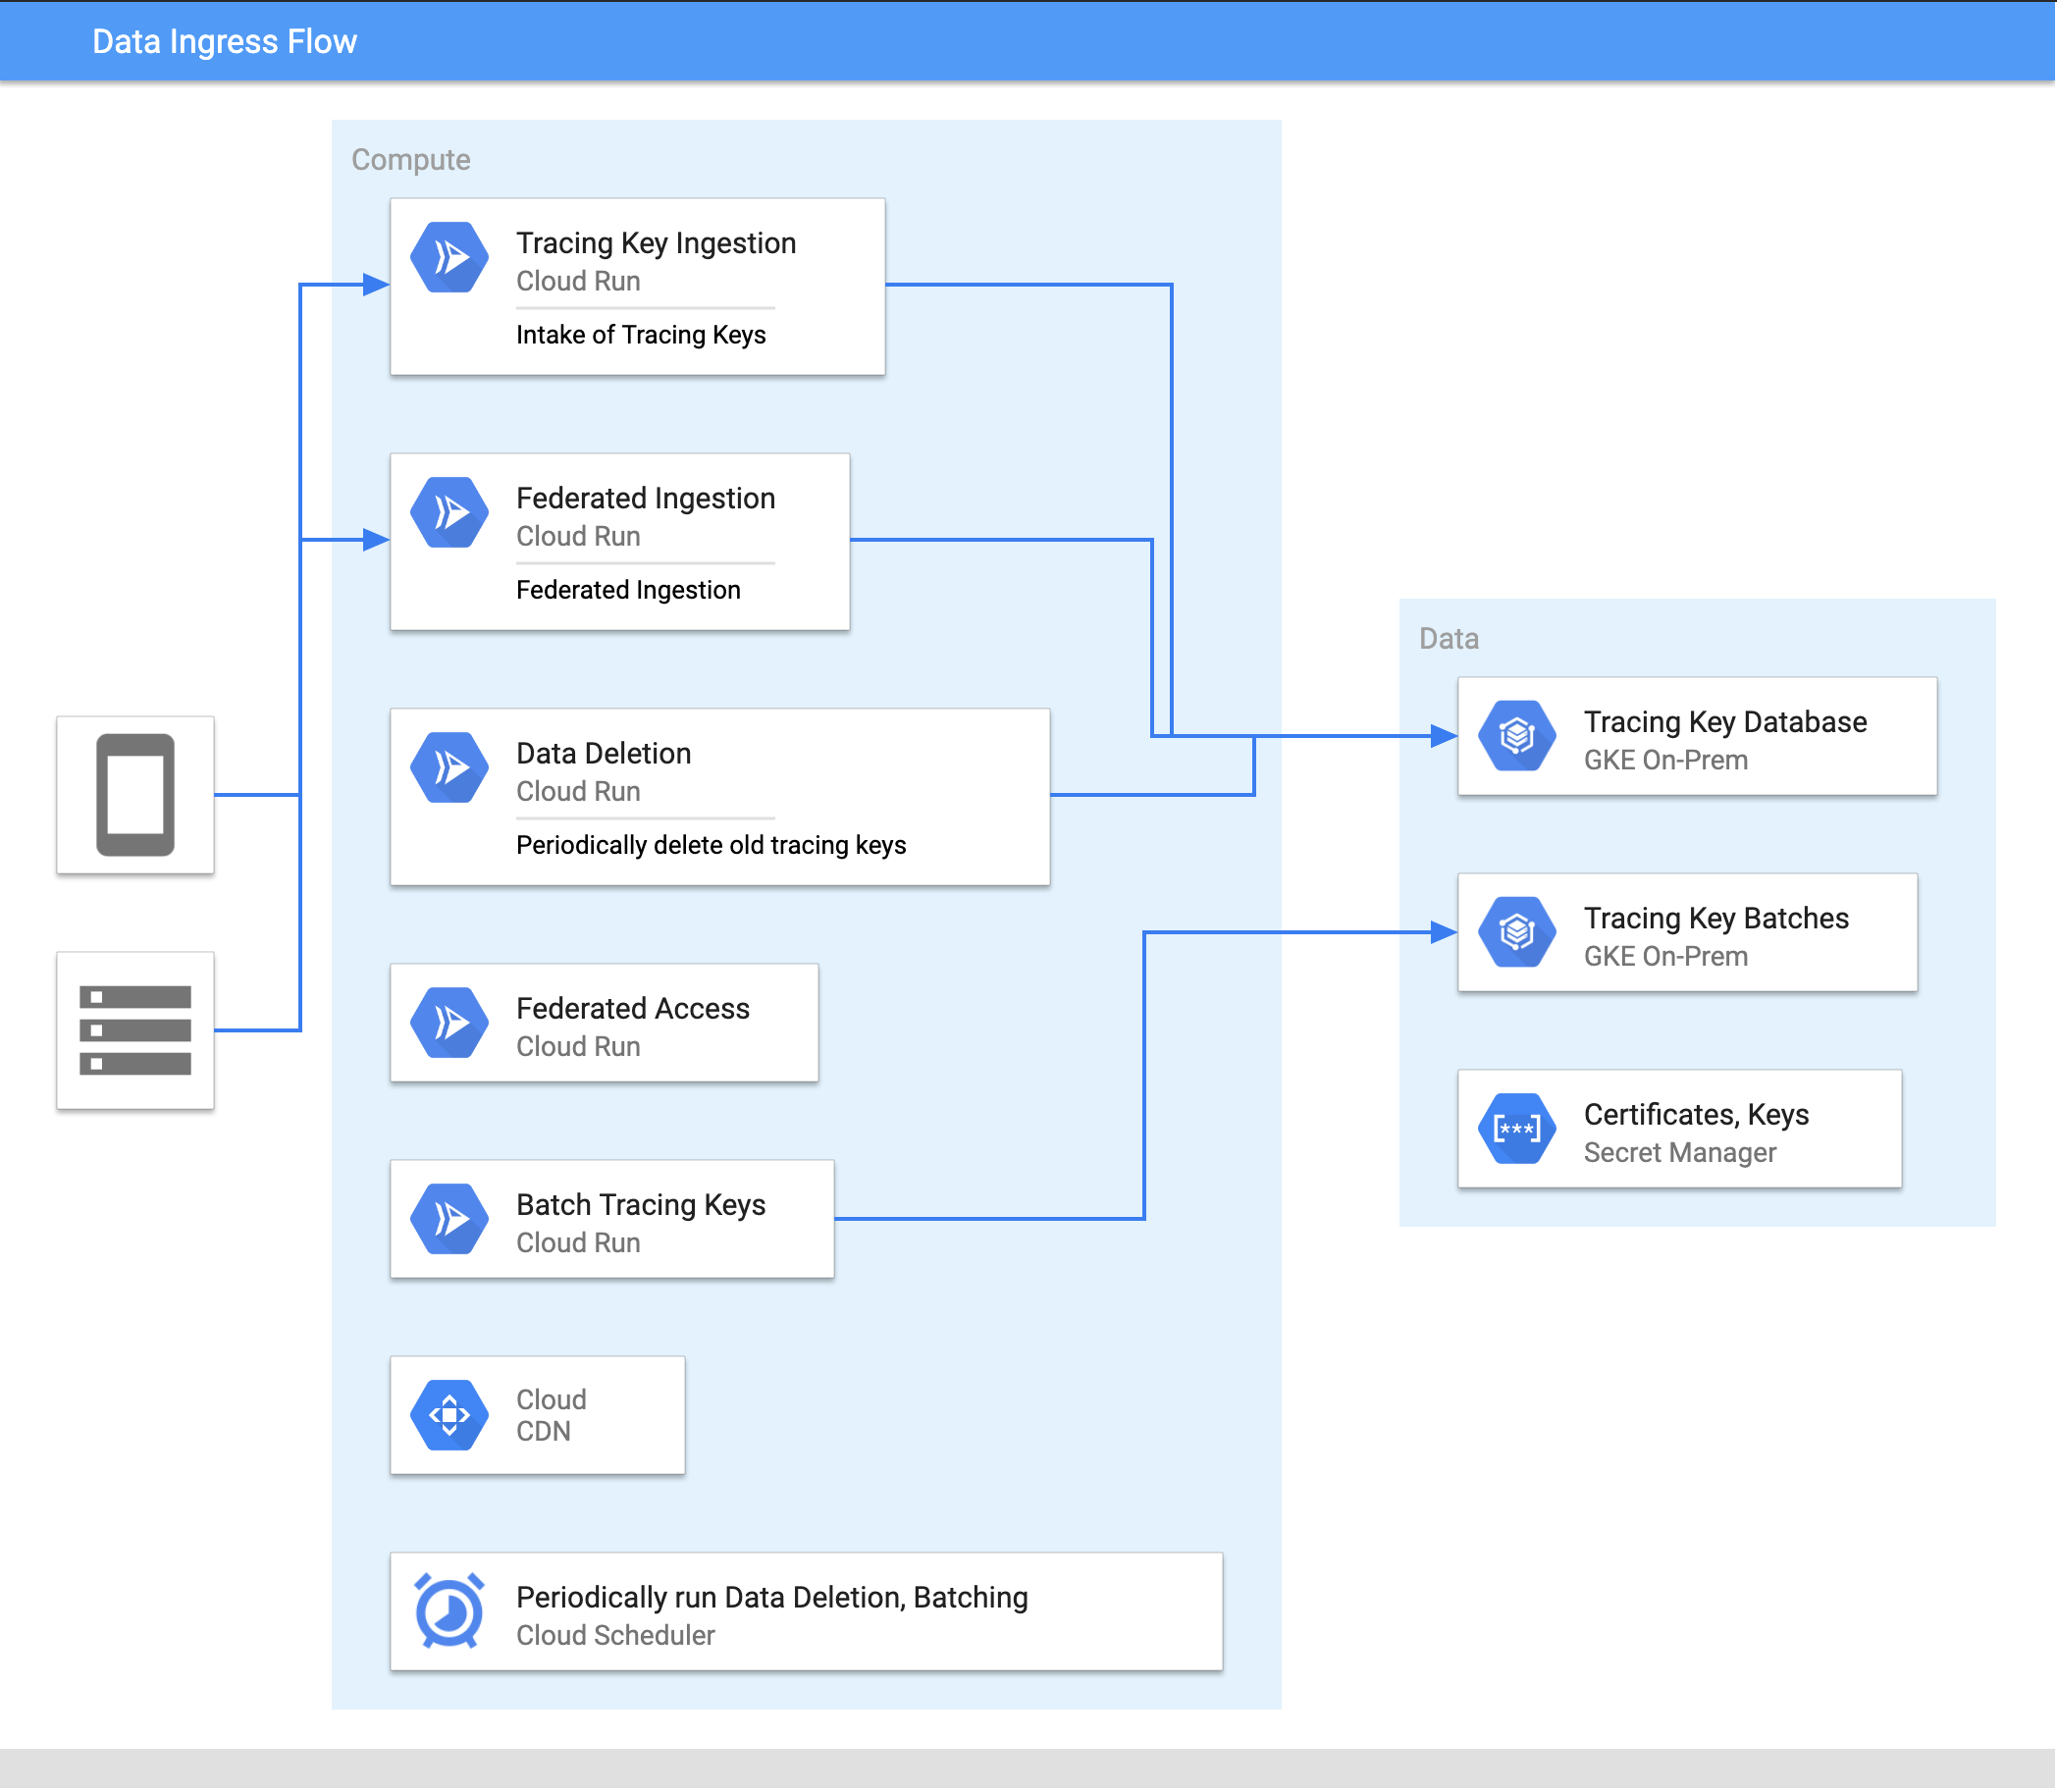 Data Ingress Flow
Compute
Tracing Key Ingestion
Cloud Run
Intake of Tracing Keys
Federated Ingestion
Cloud Run
Federated Ingestion
Data Deletion
Cloud Run
Periodically delete old tracing keys
Federated Access
Cloud Run
Batch Tracing Keys
Cloud Run
Cloud
CDN
Periodically run Data Deletion, Batching
Cloud Scheduler
Data
Tracing Key Database
GKE On-Prem
Tracing Key Batches
GKE On-Prem
[***]
Certificates, Keys
Secret Manager